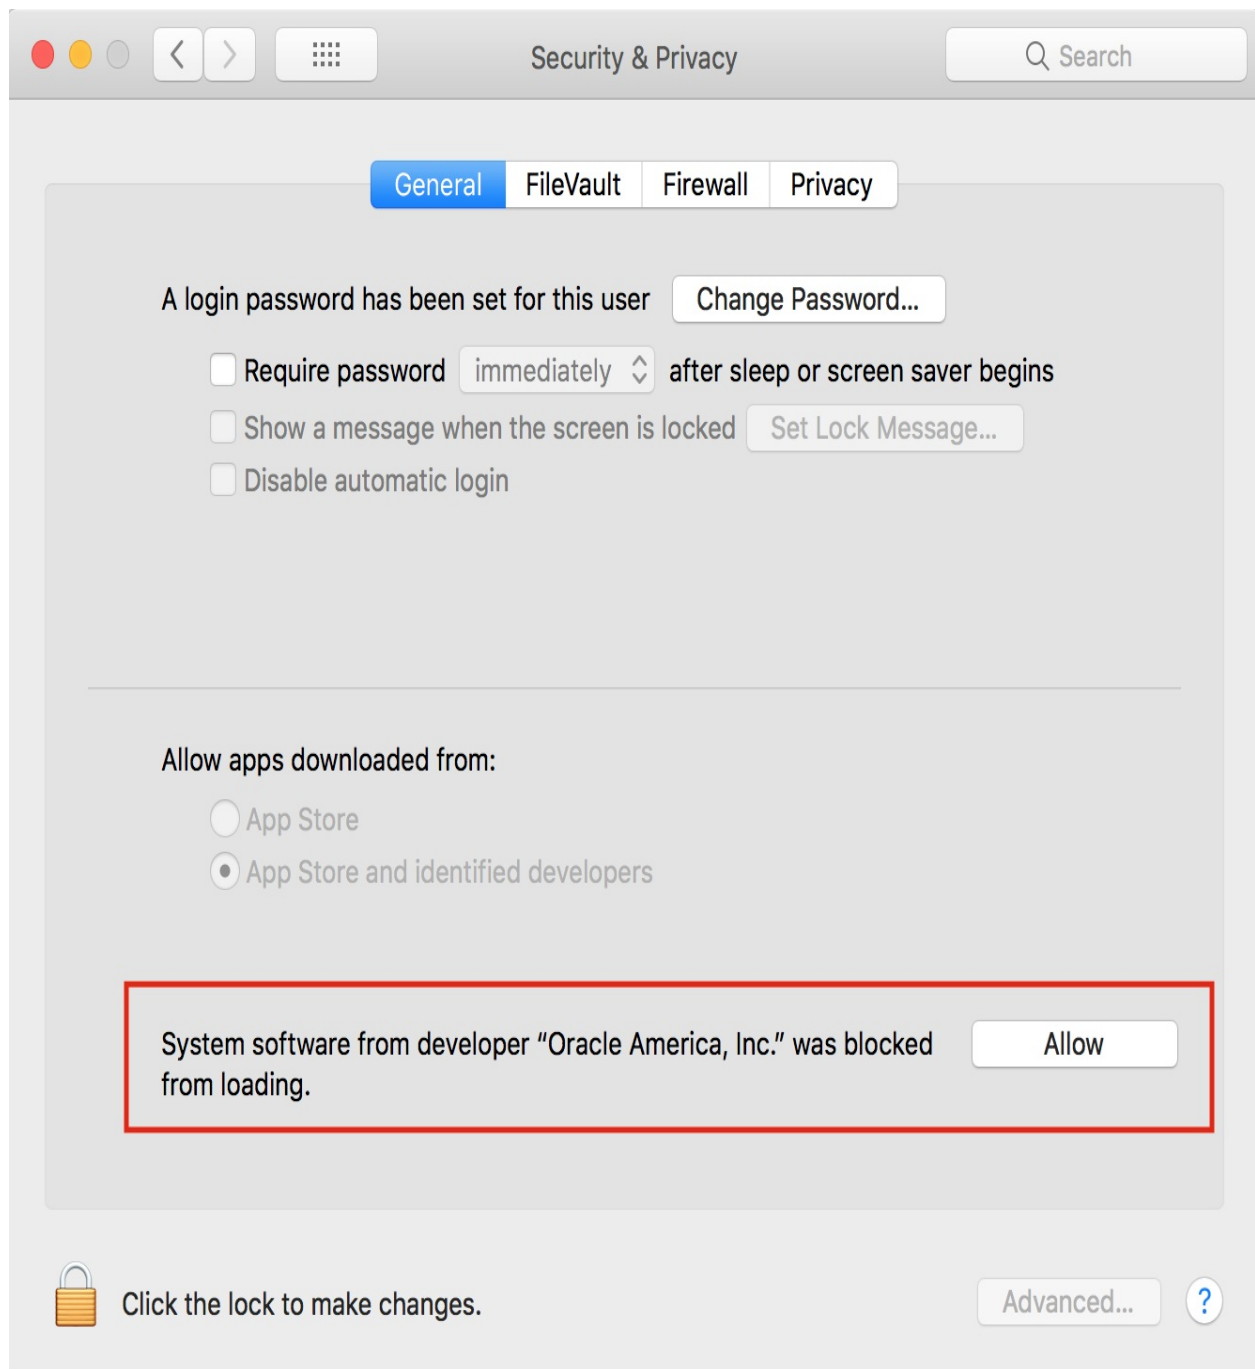 Security & Privacy
Search
General FileVault Firewall Privacy
A login password has been set for this user Change Password...
Require password immediately after sleep or screen saver begins
Show a message when the screen is locked Set Lock Message...
Disable automatic login
Allow apps downloaded from:
App Store
App Store and identified developers
System software from developer “Oracle America, Inc.” was blocked Allow
from loading.
Click the lock to make changes. Advanced... ?